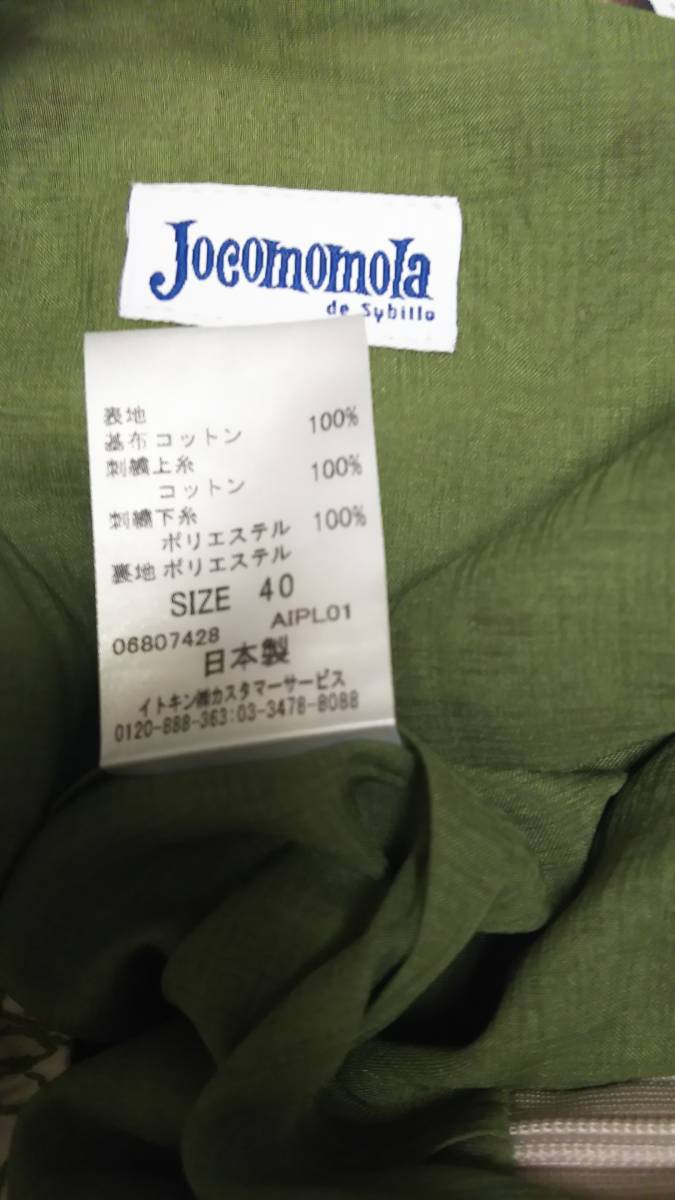 Jocomomola
de Sybilla
表地
基布 コットン 100%
刺繍上糸
コットン 100%
刺繍下糸
ポリエステル 100%
裏地 ポリエステル
SIZE 40
06807428 AIPL01
日本製
イトキン㈱カスタマーサービス
0120-888-363:03-3478-8088